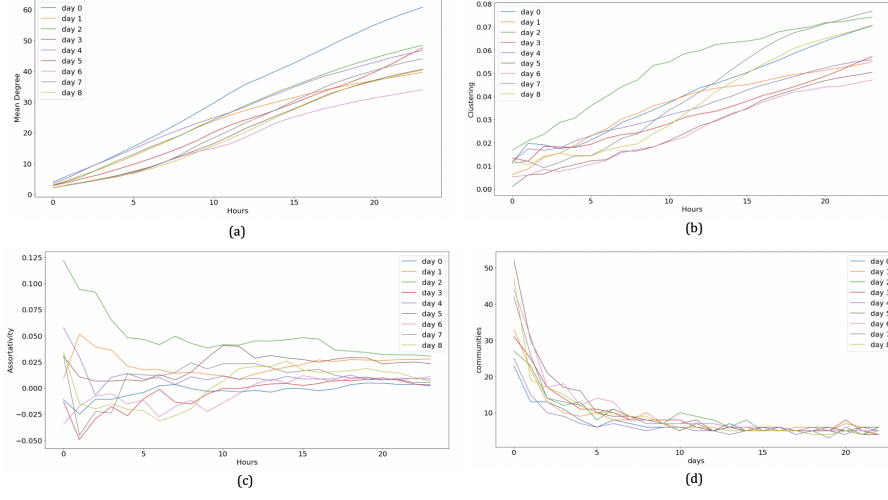 60
50
40
30
20
10
0
Mean Degree
day 0
day 1
day 2
day 3
day 4
day 5
day 6
day 7
day 8
0 5 10 15 20
Hours
(a)
0.08
0.07
0.06
0.05
0.04
0.03
0.02
0.01
0.00
Clustering
day 0
day 1
day 2
day 3
day 4
day 5
day 6
day 7
day 8
0 5 10 15 20
Hours
(b)
0.125
0.100
0.075
0.050
0.025
0.000
−0.025
−0.050
Assortativity
day 0
day 1
day 2
day 3
day 4
day 5
day 6
day 7
day 8
0 5 10 15 20
Hours
(c)
50
40
30
20
10
communities
day 0
day 1
day 2
day 3
day 4
day 5
day 6
day 7
day 8
0 5 10 15 20
days
(d)